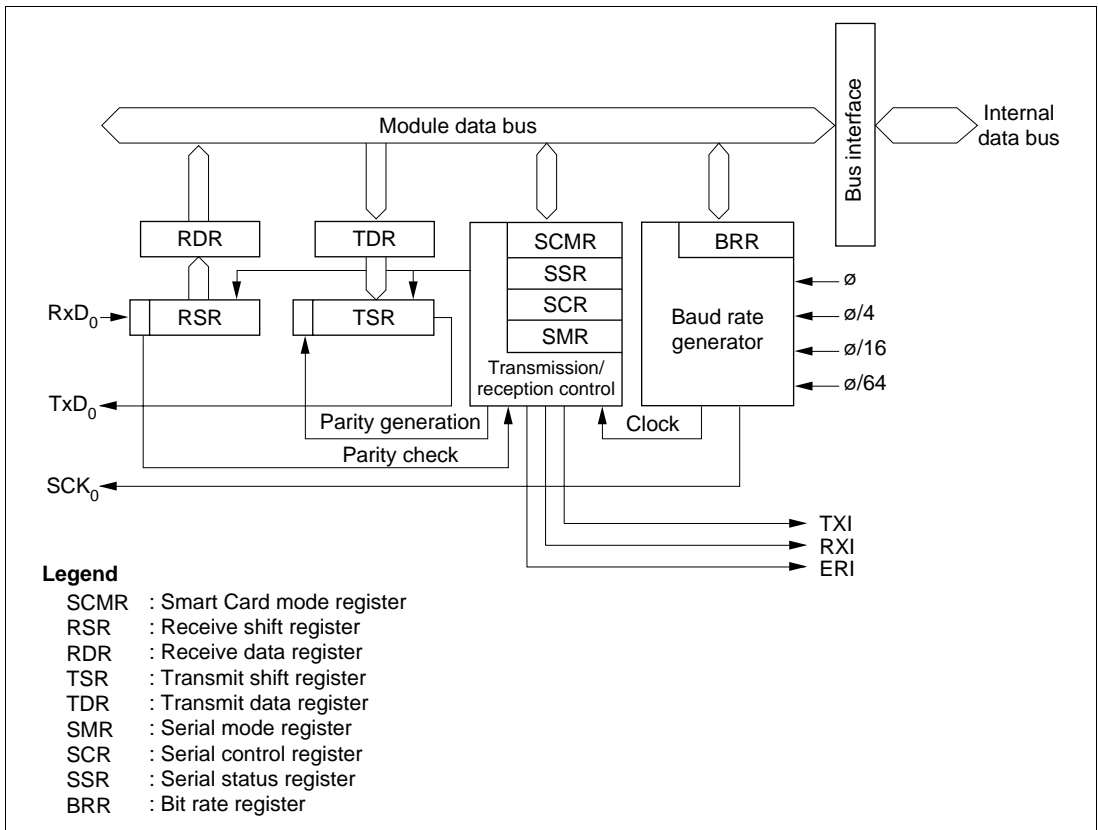 Module data bus
Bus interface
Internal
data bus
RDR
TDR
SCMR
SSR
SCR
SMR
Transmission/
reception control
BRR
Baud rate
generator
ø
ø/4
ø/16
ø/64
RxD0
RSR
TSR
TxD0
Parity generation
Clock
Parity check
SCK0
TXI
RXI
ERI
Legend
SCMR : Smart Card mode register
RSR : Receive shift register
RDR : Receive data register
TSR : Transmit shift register
TDR : Transmit data register
SMR : Serial mode register
SCR : Serial control register
SSR : Serial status register
BRR : Bit rate register